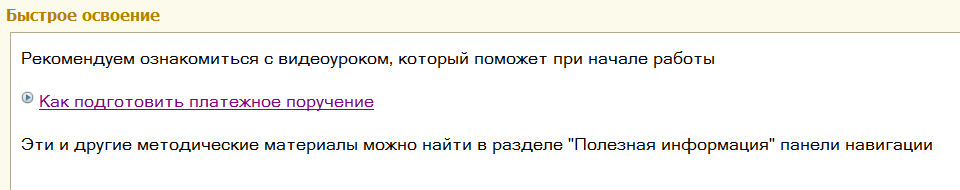 Быстрое освоение
Рекомендуем ознакомиться с видеоуроком, который поможет при начале работы
Как подготовить платежное поручение
Эти и другие методические материалы можно найти в разделе "Полезная информация" панели навигации